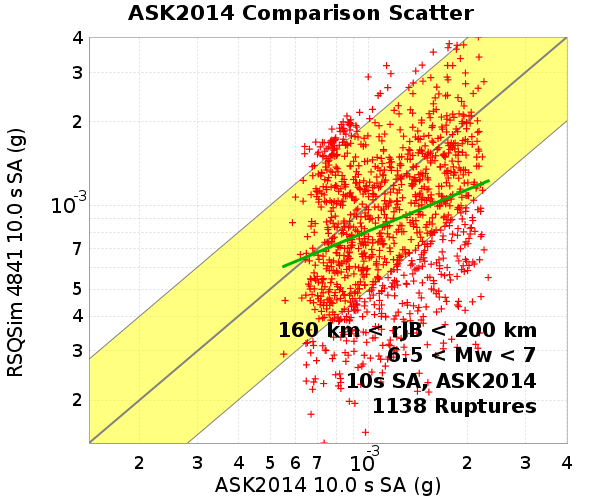 ASK2014 Comparison Scatter
4
3
2
10-3
7
5
4
3
2
RSQSim 4841 10.0 s SA (g)
160 km < rJB < 200 km
6.5 < Mw < 7
10s SA, ASK2014
1138 Ruptures
2 3 4 5 6 7 10-3 2 3 4
ASK2014 10.0 s SA (g)